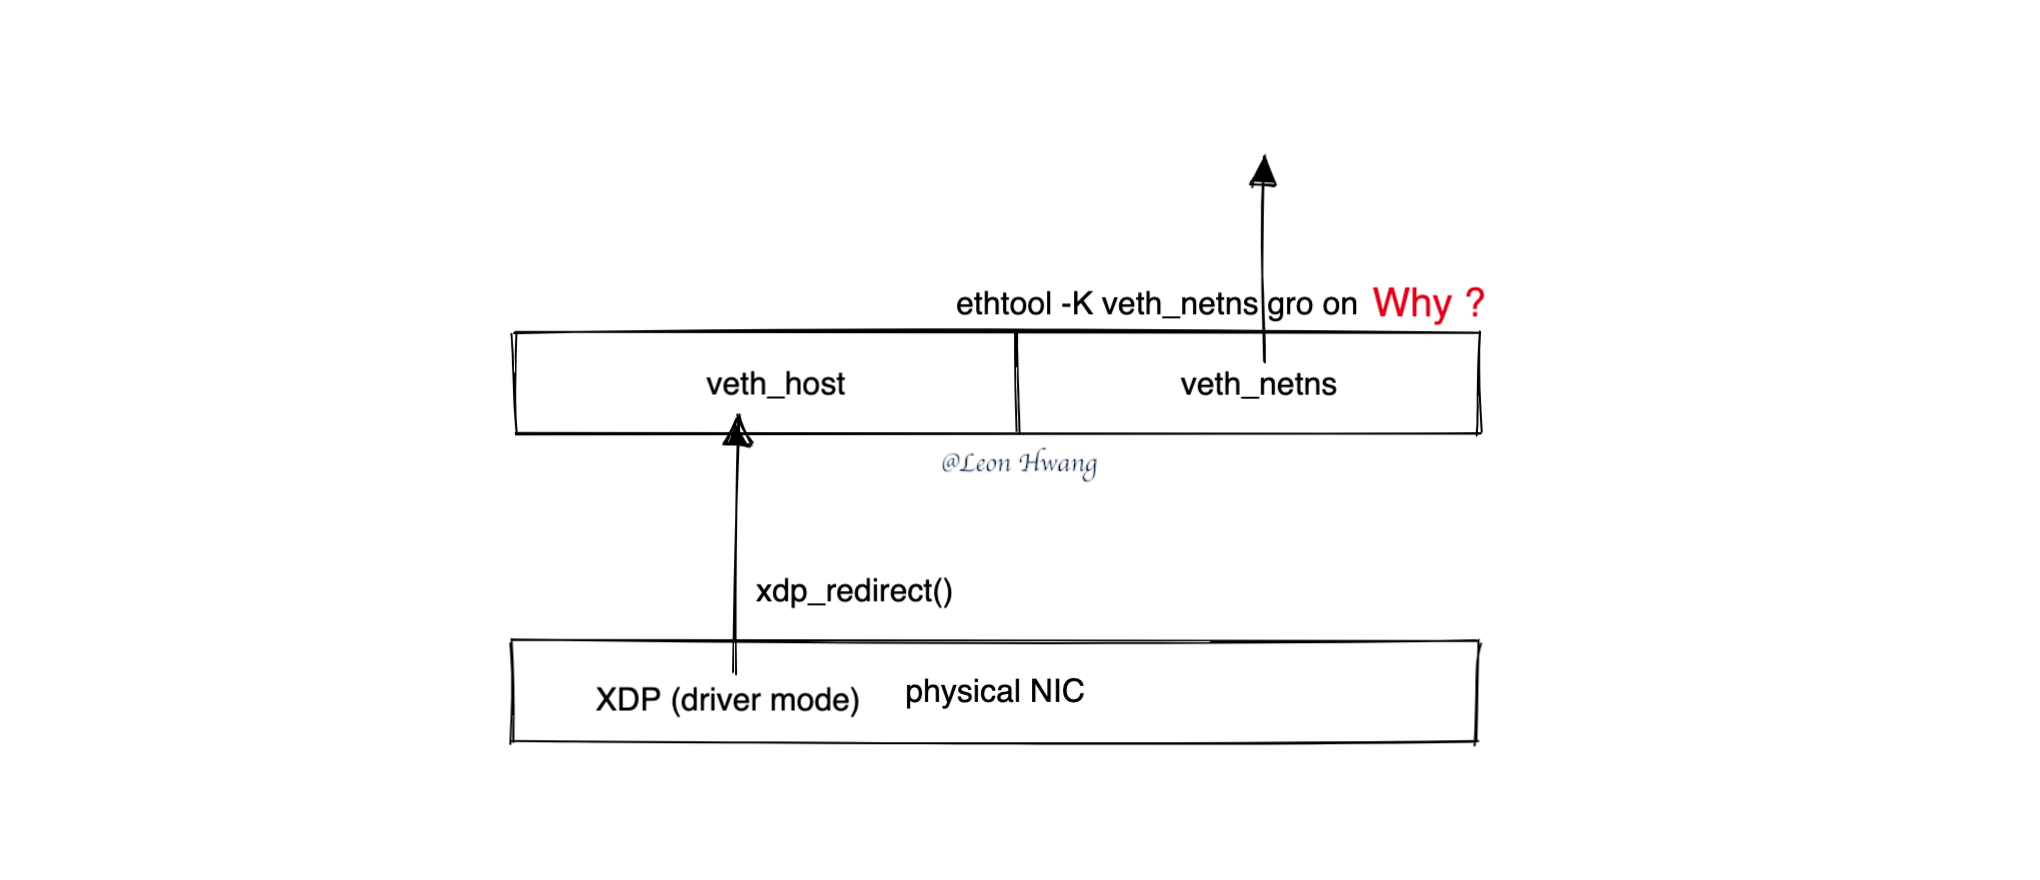 ethtool -K veth_netns gro on Why ?
veth_host
veth_netns
@Leon Hwang
xdp_redirect()
XDP (driver mode)
physical NIC